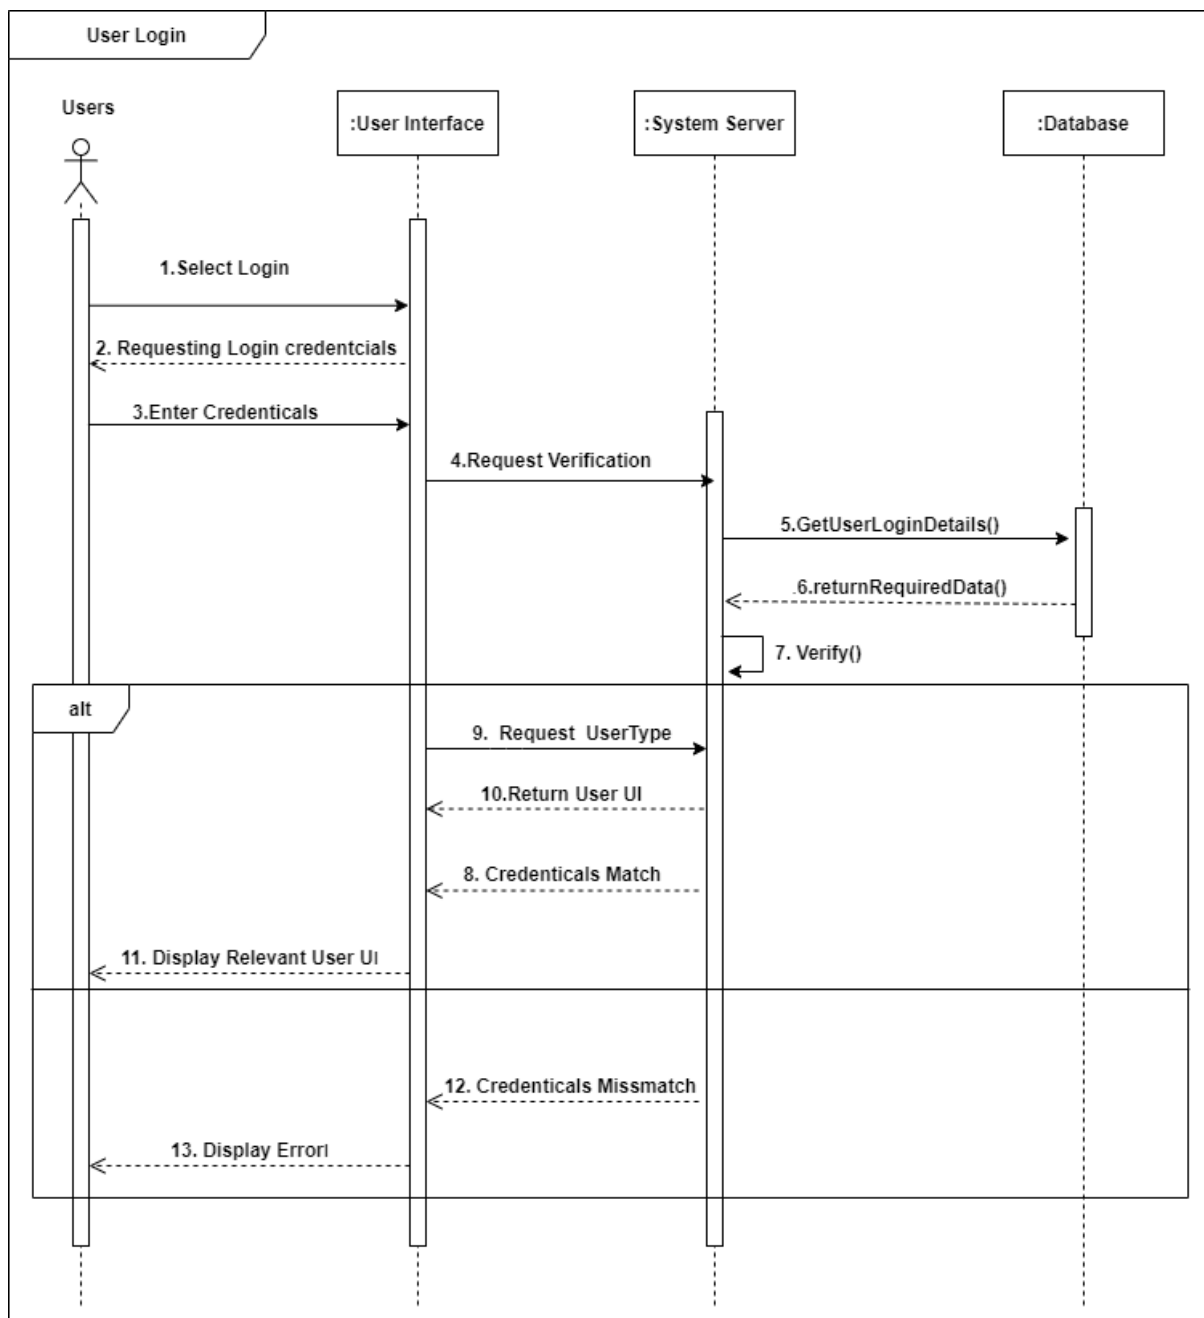 User Login
Users
:User Interface
:System Server
:Database
1.Select Login
2. Requesting Login credentcials
3.Enter Credenticals
4.Request Verification
5.GetUserLoginDetails()
.6.returnRequiredData()
7. Verify()
alt
9. Request UserType
10.Return User UI
8. Credenticals Match
11. Display Relevant User UI
12. Credenticals Missmatch
13. Display Errorl